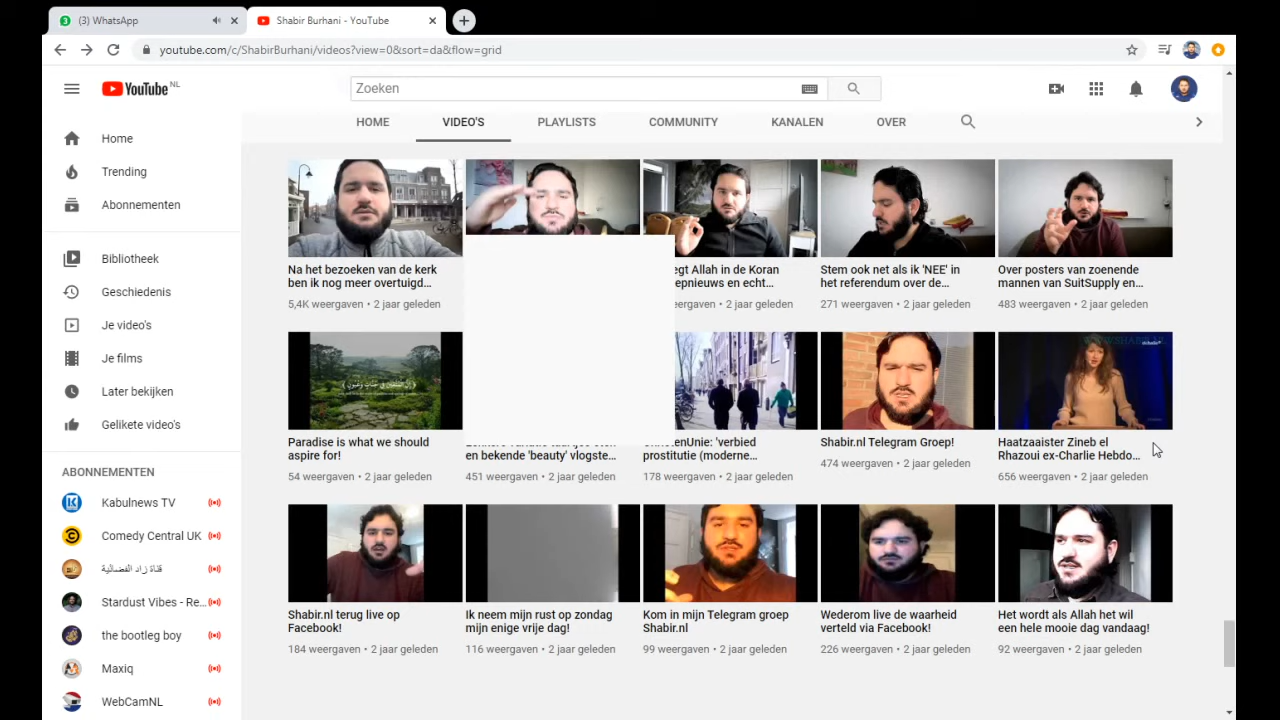 (3) WhatsApp
Shabir Burhani - YouTube
youtube.com/c/ShabirBurhani/videos?view=0&sort=da&flow=grid
YouTube NL
Zoeken
HOME VIDEO'S PLAYLISTS COMMUNITY KANALEN OVER
Home
Trending
Abonnementen
Bibliotheek
Geschiedenis
Je video's
Je films
Later bekijken
Gelikete video's
ABONNEMENTEN
Kabulnews TV
Comedy Central UK
قناة زاد الفضائية
Stardust Vibes - Re...
the bootleg boy
Maxiq
WebCamNL
Na het bezoeken van de kerk
ben ik nog meer overtuigd...
5,4K weergaven • 2 jaar geleden
egt Allah in de Koran
epnieuws en echt...
ergaven • 2 jaar geleden
Stem ook net als ik 'NEE' in
het referendum over de...
271 weergaven • 2 jaar geleden
Over posters van zoenende
mannen van SuitSupply en...
483 weergaven • 2 jaar geleden
Paradise is what we should
aspire for!
54 weergaven • 2 jaar geleden
en bekende 'beauty' vlogste...
451 weergaven • 2 jaar geleden
ChristenUnie: 'verbied
prostitutie (moderne...
178 weergaven • 2 jaar geleden
Shabir.nl Telegram Groep!
474 weergaven • 2 jaar geleden
WWW.SHABIR.NL
Haatzaaister Zineb el
Rhazoui ex-Charlie Hebdo...
656 weergaven • 2 jaar geleden
Shabir.nl terug live op
Facebook!
184 weergaven • 2 jaar geleden
Ik neem mijn rust op zondag
mijn enige vrije dag!
116 weergaven • 2 jaar geleden
Kom in mijn Telegram groep
Shabir.nl
99 weergaven • 2 jaar geleden
Wederom live de waarheid
verteld via Facebook!
226 weergaven • 2 jaar geleden
Het wordt als Allah het wil
een hele mooie dag vandaag!
92 weergaven • 2 jaar geleden